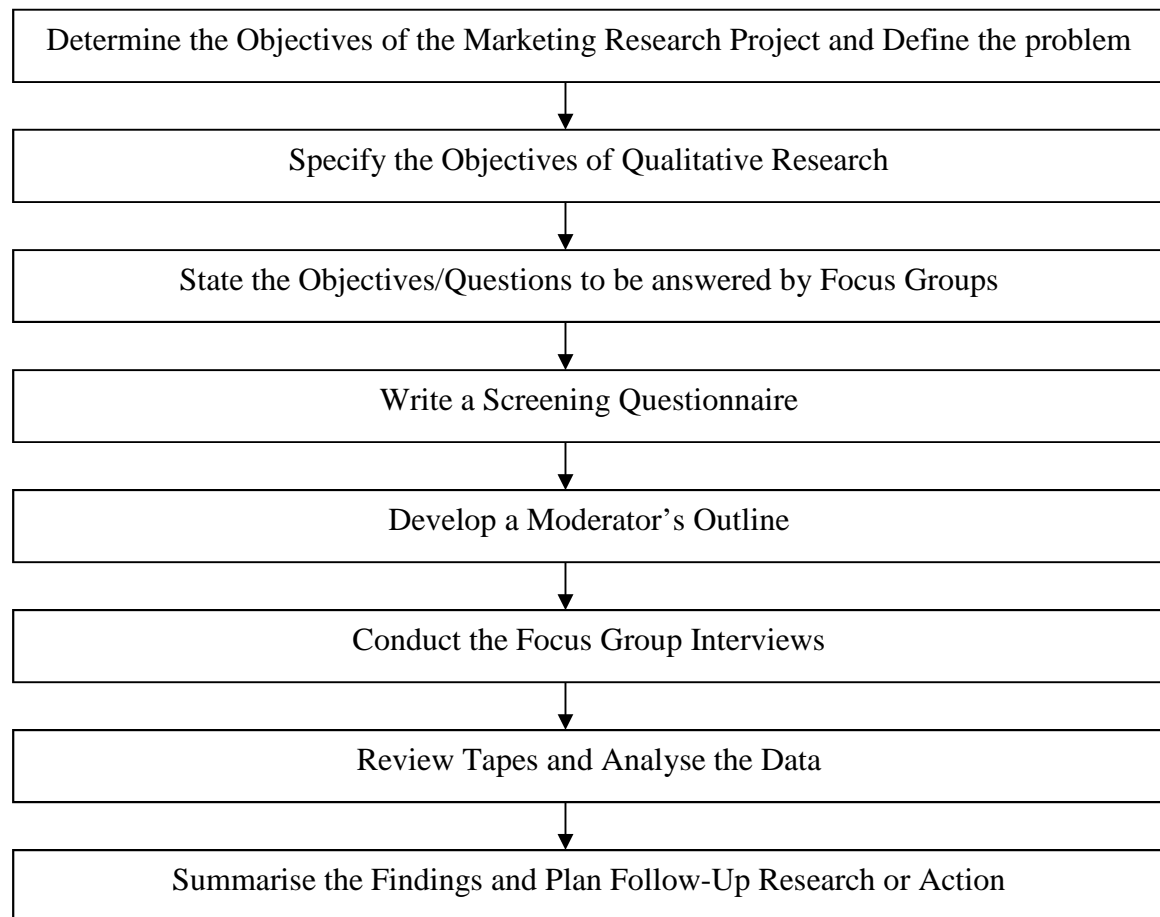 Determine the Objectives of the Marketing Research Project and Define the problem
Specify the Objectives of Qualitative Research
State the Objectives/Questions to be answered by Focus Groups
Write a Screening Questionnaire
Develop a Moderator’s Outline
Conduct the Focus Group Interviews
Review Tapes and Analyse the Data
Summarise the Findings and Plan Follow-Up Research or Action